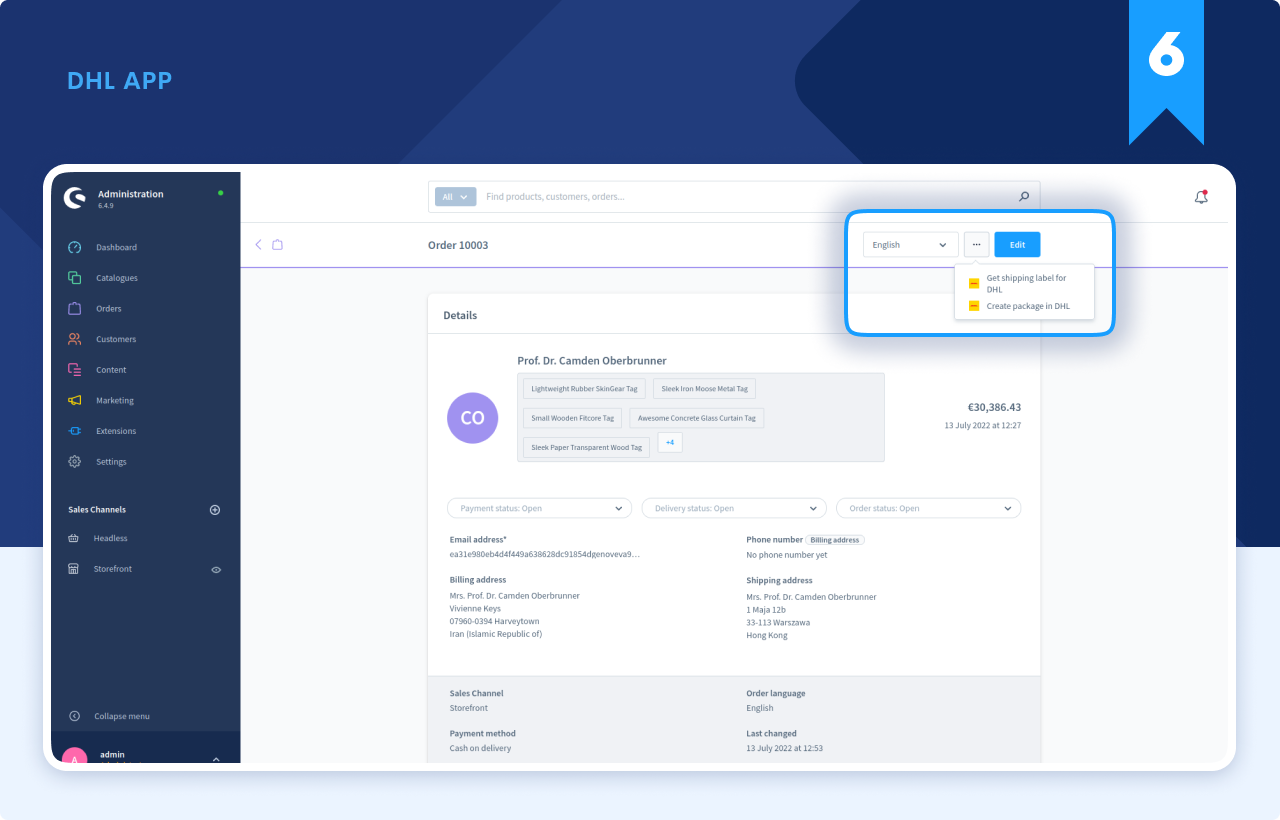 DHL APP
6
Administration
6.4.9
All
Find products, customers, orders...
Order 10003
English
...
Edit
Get shipping label for
DHL
Create package in DHL
Dashboard
Catalogues
Orders
Customers
Content
Marketing
Extensions
Settings
Sales Channels
Headless
Storefront
Collapse menu
A
admin
Details
CO
Prof. Dr. Camden Oberbrunner
Lightweight Rubber SkinGear Tag
Sleek Iron Moose Metal Tag
Small Wooden Fitcore Tag
Awesome Concrete Glass Curtain Tag
Sleek Paper Transparent Wood Tag
+4
€30,386.43
13 July 2022 at 12:27
Payment status: Open
Delivery status: Open
Order status: Open
Email address*
ea31e980eb4d4f449a638628dc91854dgenoveva9...
Phone number Billing address
No phone number yet
Billing address
Mrs. Prof. Dr. Camden Oberbrunner
Vivienne Keys
07960-0394 Harveytown
Iran (Islamic Republic of)
Shipping address
Mrs. Prof. Dr. Camden Oberbrunner
1 Maja 12b
33-113 Warszawa
Hong Kong
Sales Channel
Storefront
Order language
English
Payment method
Cash on delivery
Last changed
13 July 2022 at 12:53